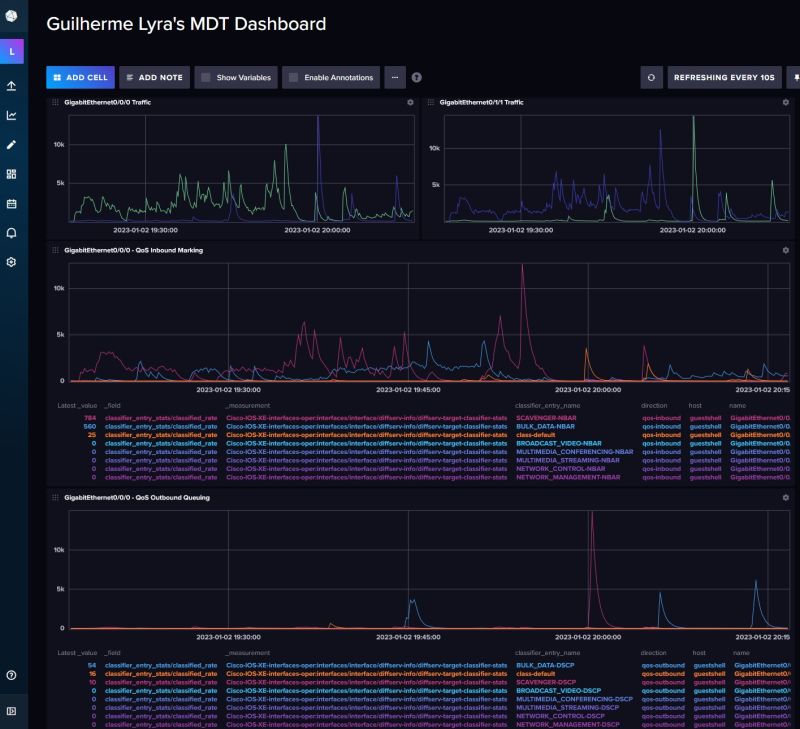 Guilherme Lyra's MDT Dashboard
L
ADD CELL ADD NOTE Show Variables Enable Annotations ... ? REFRESHING EVERY 10S
GigabitEthernet0/0/0 Traffic
10k
5k
2023-01-02 19:30:00 2023-01-02 20:00:00
GigabitEthernet0/1/1 Traffic
10k
5k
2023-01-02 19:30:00 2023-01-02 20:00:00
GigabitEthernet0/0/0 - QoS Inbound Marking
10k
5k
0
2023-01-02 19:30:00 2023-01-02 19:45:00 2023-01-02 20:00:00 2023-01-02 20:15
Latest _value _field _measurement classifier_entry_name direction host name
784 classifier_entry_stats/classified_rate Cisco-IOS-XE-interfaces-oper:interfaces/interface/diffserv-info/diffserv-target-classifier-stats SCAVENGER-NBAR qos-inbound guestshell GigabitEthernet0/0
560 classifier_entry_stats/classified_rate Cisco-IOS-XE-interfaces-oper:interfaces/interface/diffserv-info/diffserv-target-classifier-stats BULK_DATA-NBAR qos-inbound guestshell GigabitEthernet0/0
25 classifier_entry_stats/classified_rate Cisco-IOS-XE-interfaces-oper:interfaces/interface/diffserv-info/diffserv-target-classifier-stats class-default qos-inbound guestshell GigabitEthernet0/0
0 classifier_entry_stats/classified_rate Cisco-IOS-XE-interfaces-oper:interfaces/interface/diffserv-info/diffserv-target-classifier-stats BROADCAST_VIDEO-NBAR qos-inbound guestshell GigabitEthernet0/0
0 classifier_entry_stats/classified_rate Cisco-IOS-XE-interfaces-oper:interfaces/interface/diffserv-info/diffserv-target-classifier-stats MULTIMEDIA_CONFERENCING-NBAR qos-inbound guestshell GigabitEthernet0/0
0 classifier_entry_stats/classified_rate Cisco-IOS-XE-interfaces-oper:interfaces/interface/diffserv-info/diffserv-target-classifier-stats MULTIMEDIA_STREAMING-NBAR qos-inbound guestshell GigabitEthernet0/0
0 classifier_entry_stats/classified_rate Cisco-IOS-XE-interfaces-oper:interfaces/interface/diffserv-info/diffserv-target-classifier-stats NETWORK_CONTROL-NBAR qos-inbound guestshell GigabitEthernet0/0
0 classifier_entry_stats/classified_rate Cisco-IOS-XE-interfaces-oper:interfaces/interface/diffserv-info/diffserv-target-classifier-stats NETWORK_MANAGEMENT-NBAR qos-inbound guestshell GigabitEthernet0/0
GigabitEthernet0/0/0 - QoS Outbound Queuing
10k
5k
0
2023-01-02 19:30:00 2023-01-02 19:45:00 2023-01-02 20:00:00 2023-01-02 20:15
Latest _value _field _measurement classifier_entry_name direction host name
54 classifier_entry_stats/classified_rate Cisco-IOS-XE-interfaces-oper:interfaces/interface/diffserv-info/diffserv-target-classifier-stats BULK_DATA-DSCP qos-outbound guestshell GigabitEthernet0/
16 classifier_entry_stats/classified_rate Cisco-IOS-XE-interfaces-oper:interfaces/interface/diffserv-info/diffserv-target-classifier-stats class-default qos-outbound guestshell GigabitEthernet0/
10 classifier_entry_stats/classified_rate Cisco-IOS-XE-interfaces-oper:interfaces/interface/diffserv-info/diffserv-target-classifier-stats SCAVENGER-DSCP qos-outbound guestshell GigabitEthernet0/
0 classifier_entry_stats/classified_rate Cisco-IOS-XE-interfaces-oper:interfaces/interface/diffserv-info/diffserv-target-classifier-stats BROADCAST_VIDEO-DSCP qos-outbound guestshell GigabitEthernet0/
0 classifier_entry_stats/classified_rate Cisco-IOS-XE-interfaces-oper:interfaces/interface/diffserv-info/diffserv-target-classifier-stats MULTIMEDIA_CONFERENCING-DSCP qos-outbound guestshell GigabitEthernet0/
0 classifier_entry_stats/classified_rate Cisco-IOS-XE-interfaces-oper:interfaces/interface/diffserv-info/diffserv-target-classifier-stats MULTIMEDIA_STREAMING-DSCP qos-outbound guestshell GigabitEthernet0/
0 classifier_entry_stats/classified_rate Cisco-IOS-XE-interfaces-oper:interfaces/interface/diffserv-info/diffserv-target-classifier-stats NETWORK_CONTROL-DSCP qos-outbound guestshell GigabitEthernet0/
0 classifier_entry_stats/classified_rate Cisco-IOS-XE-interfaces-oper:interfaces/interface/diffserv-info/diffserv-target-classifier-stats NETWORK_MANAGEMENT-DSCP qos-outbound guestshell GigabitEthernet0/